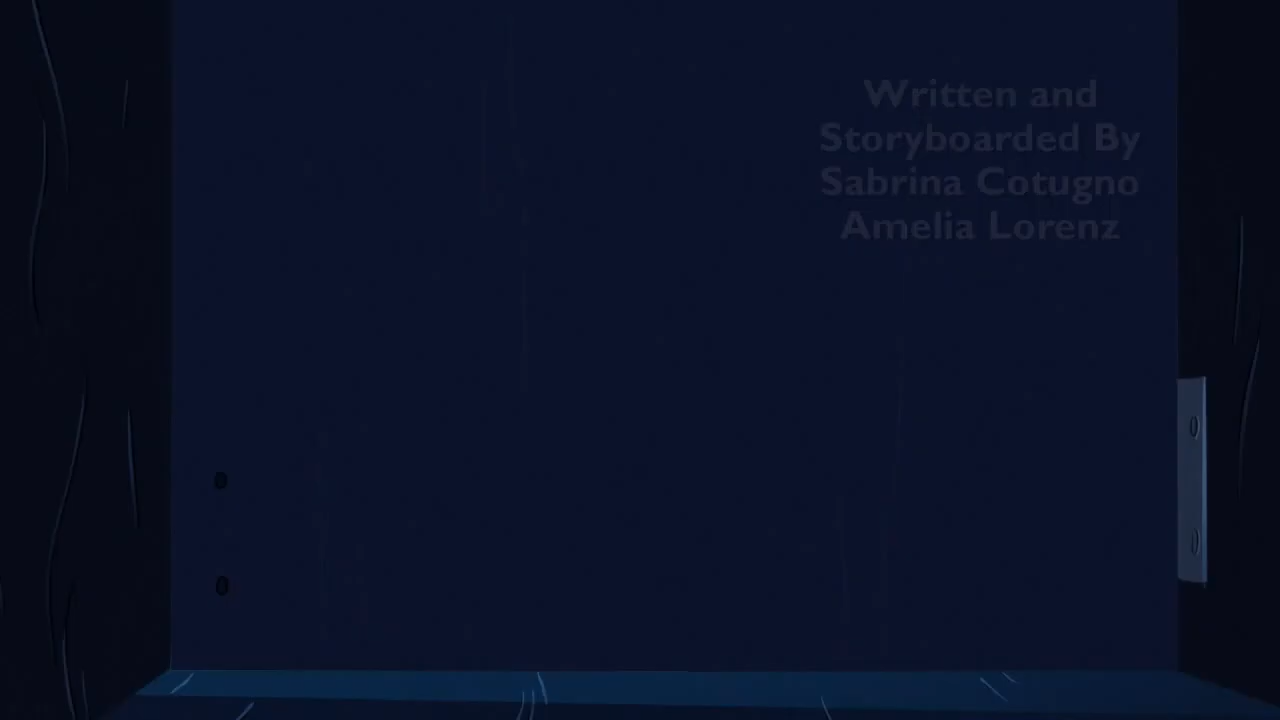 Written and
Storyboarded By
Sabrina Cotugno
Amelia Lorenz